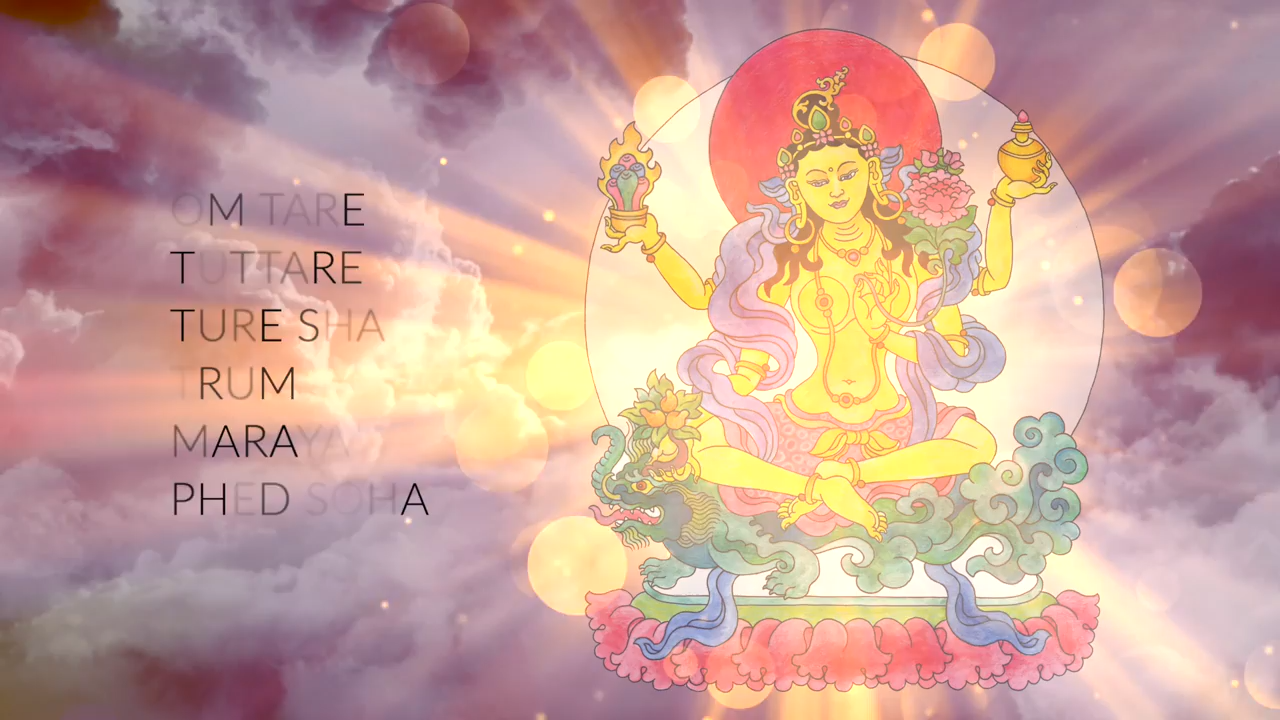 OM TARE
TUTTARE
TURE SHA
TRUM
MARAYA
PHED SOHA